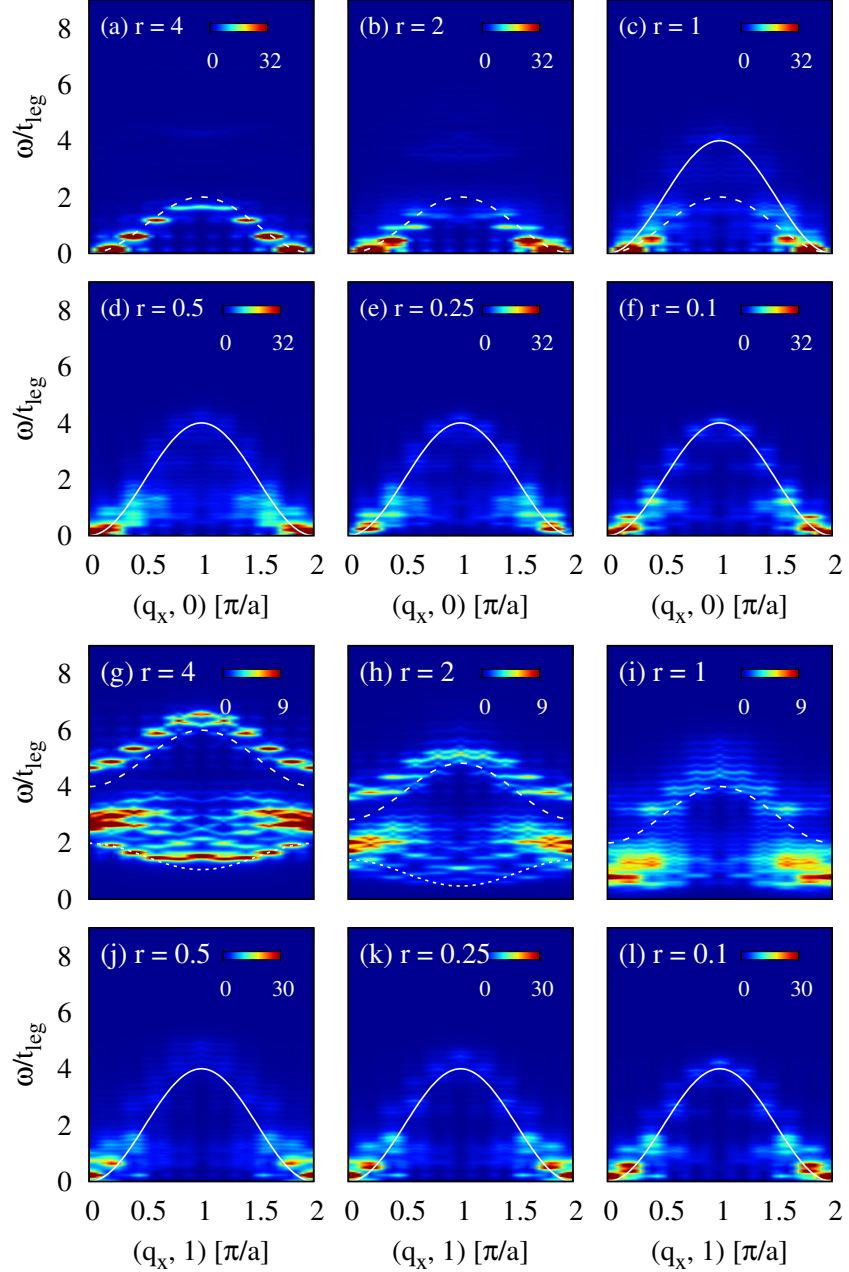 (a) r = 4 (b) r = 2 (c) r = 1
0 32 0 32 0 32
8
6
4
2
0
ω/t_leg
(d) r = 0.5 (e) r = 0.25 (f) r = 0.1
0 32 0 32 0 32
8
6
4
2
0
ω/t_leg
0 0.5 1 1.5 2 0 0.5 1 1.5 2 0 0.5 1 1.5 2
(q_x, 0) [π/a] (q_x, 0) [π/a] (q_x, 0) [π/a]
(g) r = 4 (h) r = 2 (i) r = 1
0 9 0 9 0 9
8
6
4
2
0
ω/t_leg
(j) r = 0.5 (k) r = 0.25 (l) r = 0.1
0 30 0 30 0 30
8
6
4
2
0
ω/t_leg
0 0.5 1 1.5 2 0 0.5 1 1.5 2 0 0.5 1 1.5 2
(q_x, 1) [π/a] (q_x, 1) [π/a] (q_x, 1) [π/a]